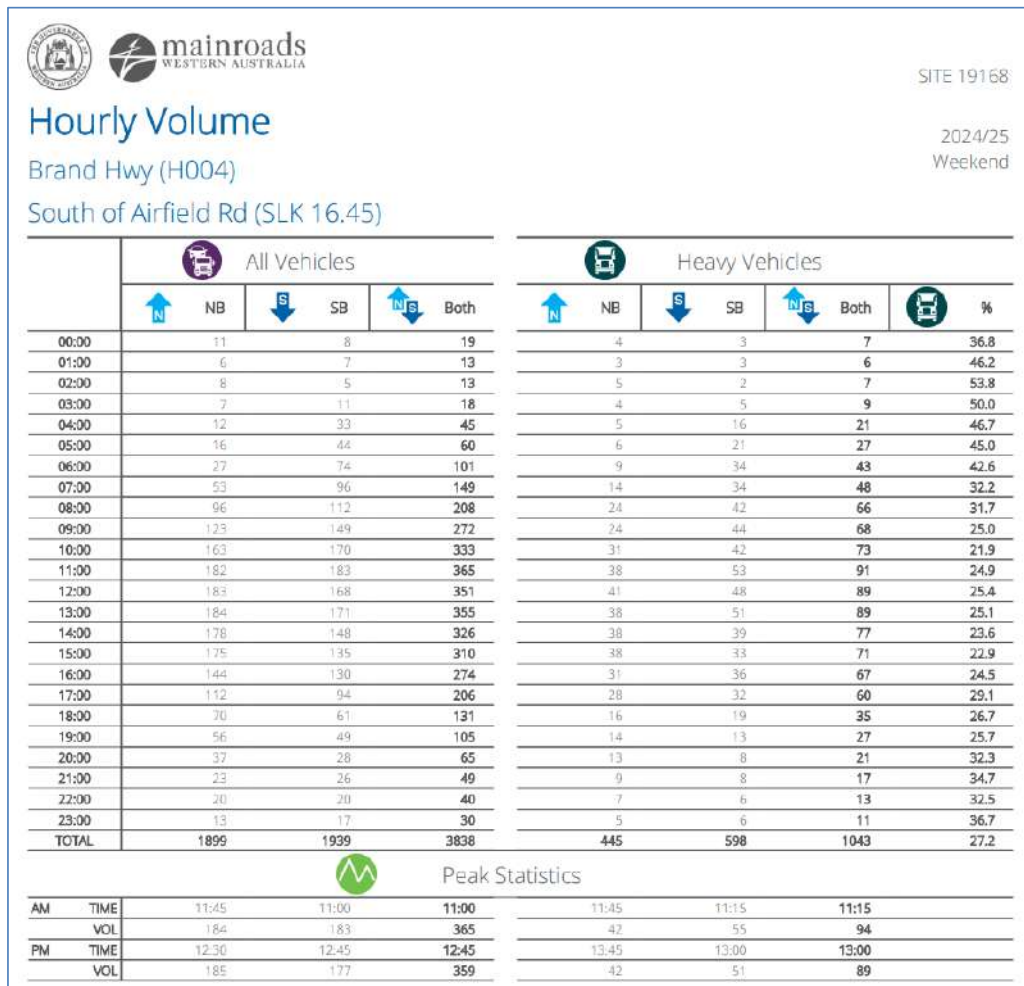 THE GOVERNMENT OF
WESTERN AUSTRALIA
mainroads
WESTERN AUSTRALIA
SITE 19168
Hourly Volume
2024/25
Brand Hwy (H004)
Weekend
South of Airfield Rd (SLK 16.45)
All Vehicles Heavy Vehicles
N NB S SB N S Both N NB S SB N S Both %
00:00 11 8 19 4 3 7 36.8
01:00 6 7 13 3 3 6 46.2
02:00 8 5 13 5 2 7 53.8
03:00 7 11 18 4 5 9 50.0
04:00 12 33 45 5 16 21 46.7
05:00 16 44 60 6 21 27 45.0
06:00 27 74 101 9 34 43 42.6
07:00 53 96 149 14 34 48 32.2
08:00 96 112 208 24 42 66 31.7
09:00 123 149 272 24 44 68 25.0
10:00 163 170 333 31 42 73 21.9
11:00 182 183 365 38 53 91 24.9
12:00 183 168 351 41 48 89 25.4
13:00 184 171 355 38 51 89 25.1
14:00 178 148 326 38 39 77 23.6
15:00 175 135 310 38 33 71 22.9
16:00 144 130 274 31 36 67 24.5
17:00 112 94 206 28 32 60 29.1
18:00 70 61 131 16 19 35 26.7
19:00 56 49 105 14 13 27 25.7
20:00 37 28 65 13 8 21 32.3
21:00 23 26 49 9 8 17 34.7
22:00 20 20 40 7 6 13 32.5
23:00 13 17 30 5 6 11 36.7
TOTAL 1899 1939 3838 445 598 1043 27.2
Peak Statistics
AM TIME 11:45 11:00 11:00 11:45 11:15 11:15
VOL 184 183 365 42 55 94
PM TIME 12:30 12:45 12:45 13:45 13:00 13:00
VOL 185 177 359 42 51 89